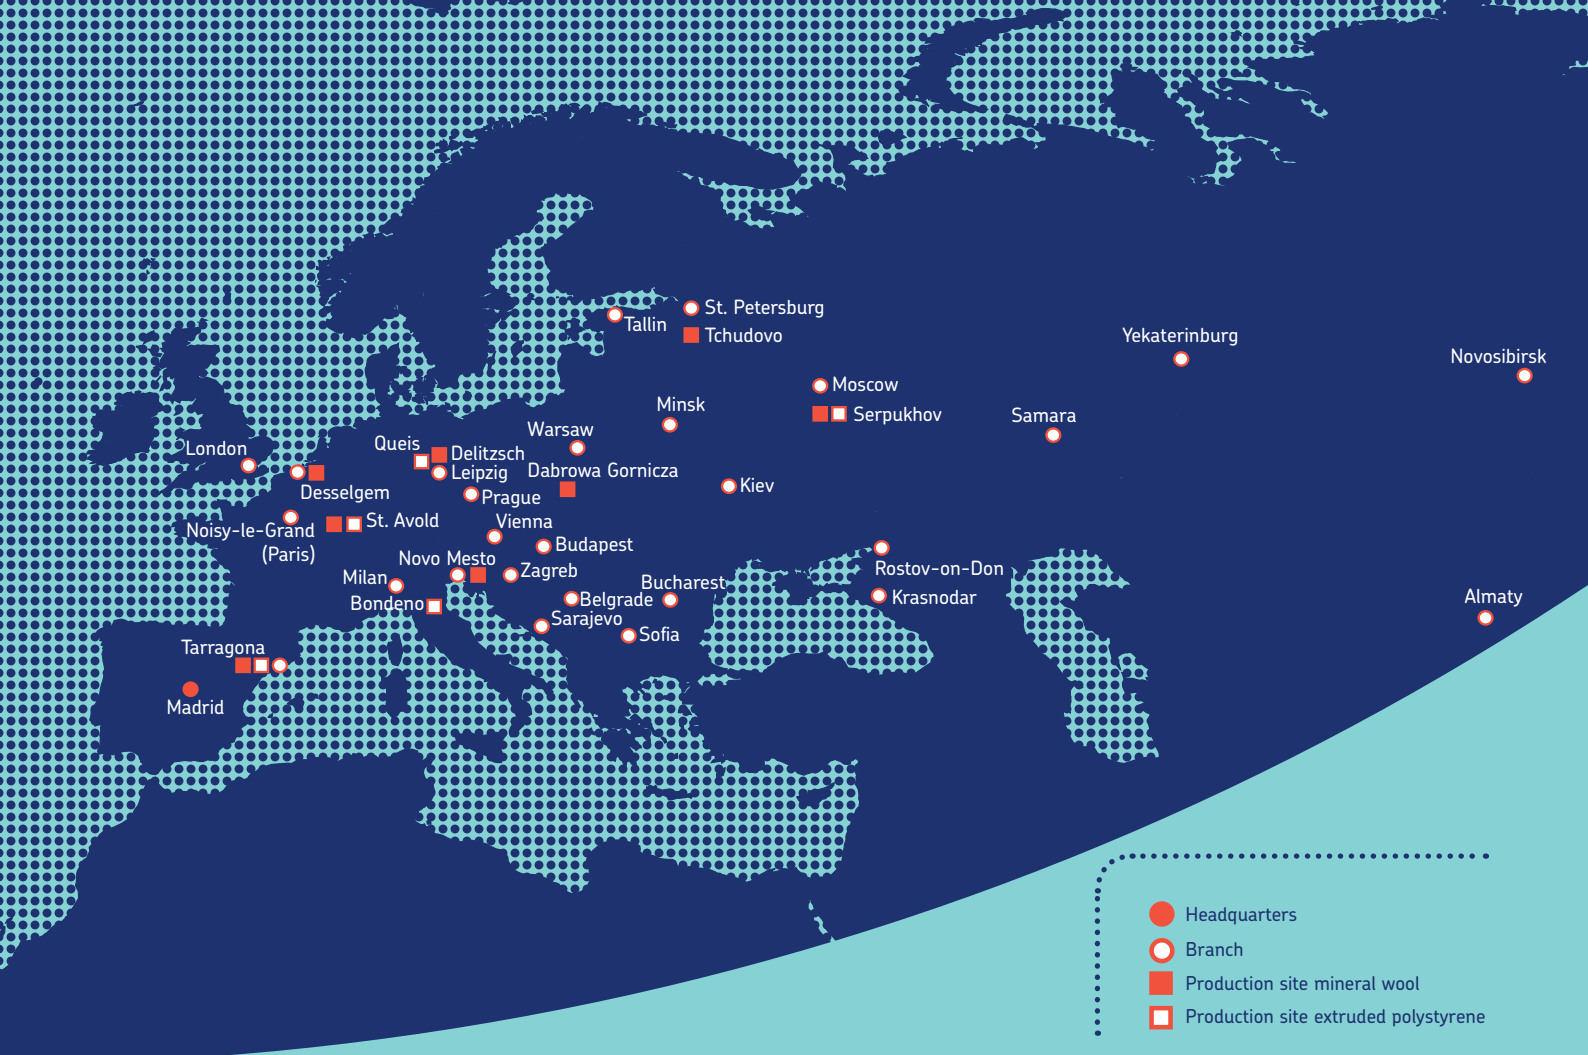 St. Petersburg
Tallin
Tchudovo
Yekaterinburg
Novosibirsk
Moscow
Minsk
Serpukhov
Samara
Warsaw
Queis
London
Delitzsch
Leipzig
Dabrowa Gornicza
Kiev
Desselgem
Prague
St. Avold
Vienna
Noisy-le-Grand
(Paris)
Budapest
Novo Mesto
Zagreb
Rostov-on-Don
Milan
Bucharest
Bondeno
Belgrade
Krasnodar
Almaty
Sarajevo
Sofia
Tarragona
Madrid
Headquarters
Branch
Production site mineral wool
Production site extruded polystyrene